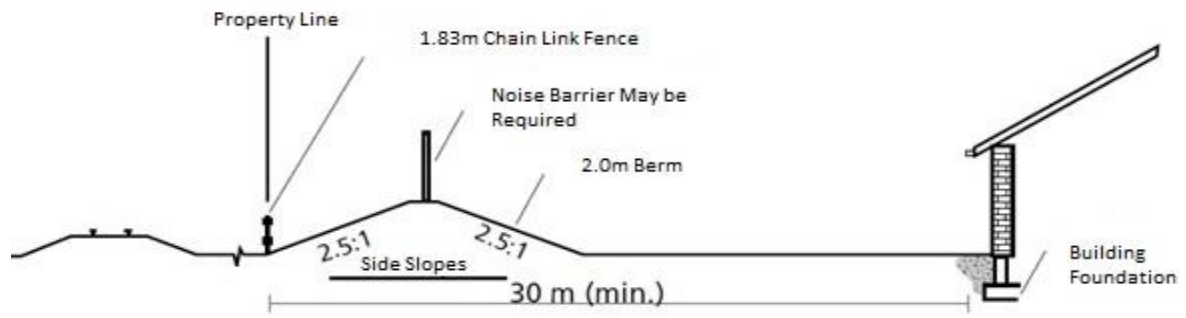 Property Line
1.83m Chain Link Fence
Noise Barrier May be
Required
2.0m Berm
2.5:1
2.5:1
Side Slopes
Building
Foundation
30 m (min.)